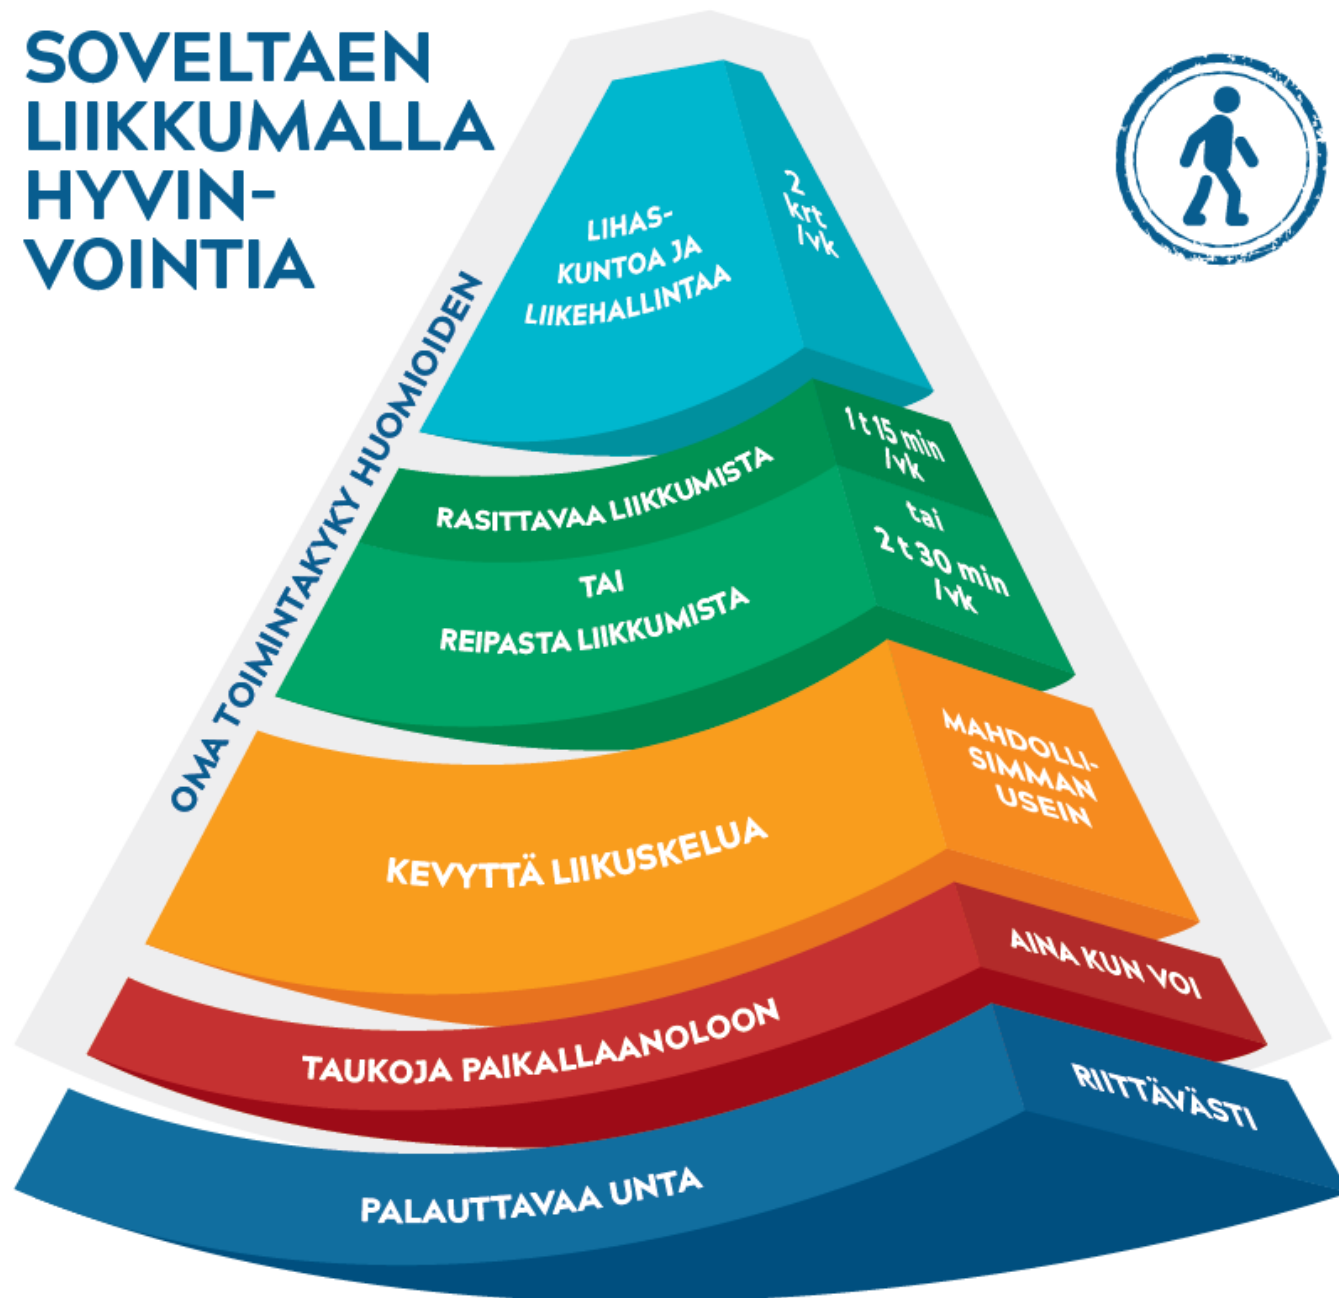 SOVELTAEN
LIIKKUMALLA
HYVIN-
VOINTIA
OMA TOIMINTAKYKY HUOMIOIDEN
LIHAS-
KUNTOA JA
LIIKEHALLINTAA
2
krt
/vk
RASITTAVAA LIIKKUMISTA
1 t 15 min
/vk
TAI
REIPASTA LIIKKUMISTA
tai
2 t 30 min
/vk
KEVYTTÄ LIIKUSKELUA
MAHDOLLI-
SIMMAN
USEIN
TAUKOJA PAIKALLAANOLOON
AINA KUN VOI
PALAUTTAVAA UNTA
RIITTÄVÄSTI